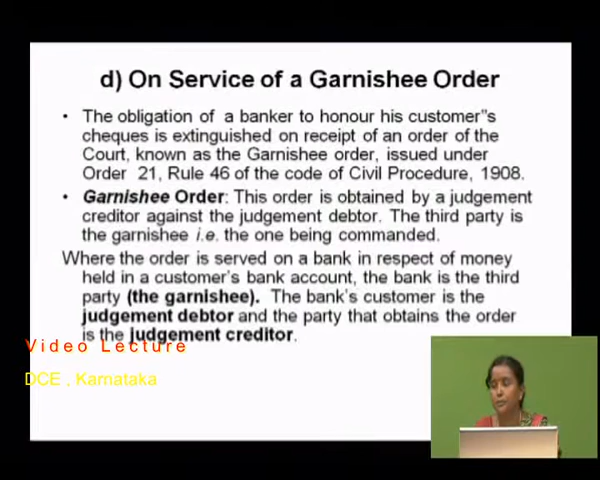 d) On Service of a Garnishee Order
• The obligation of a banker to honour his customer"s
cheques is extinguished on receipt of an order of the
Court, known as the Garnishee order, issued under
Order 21, Rule 46 of the code of Civil Procedure, 1908.
• Garnishee Order: This order is obtained by a judgement
creditor against the judgement debtor. The third party is
the garnishee i.e. the one being commanded.
Where the order is served on a bank in respect of money
held in a customer's bank account, the bank is the third
party (the garnishee). The bank's customer is the
judgement debtor and the party that obtains the order
is the judgement creditor.
Video Lecture
DCE , Karnataka